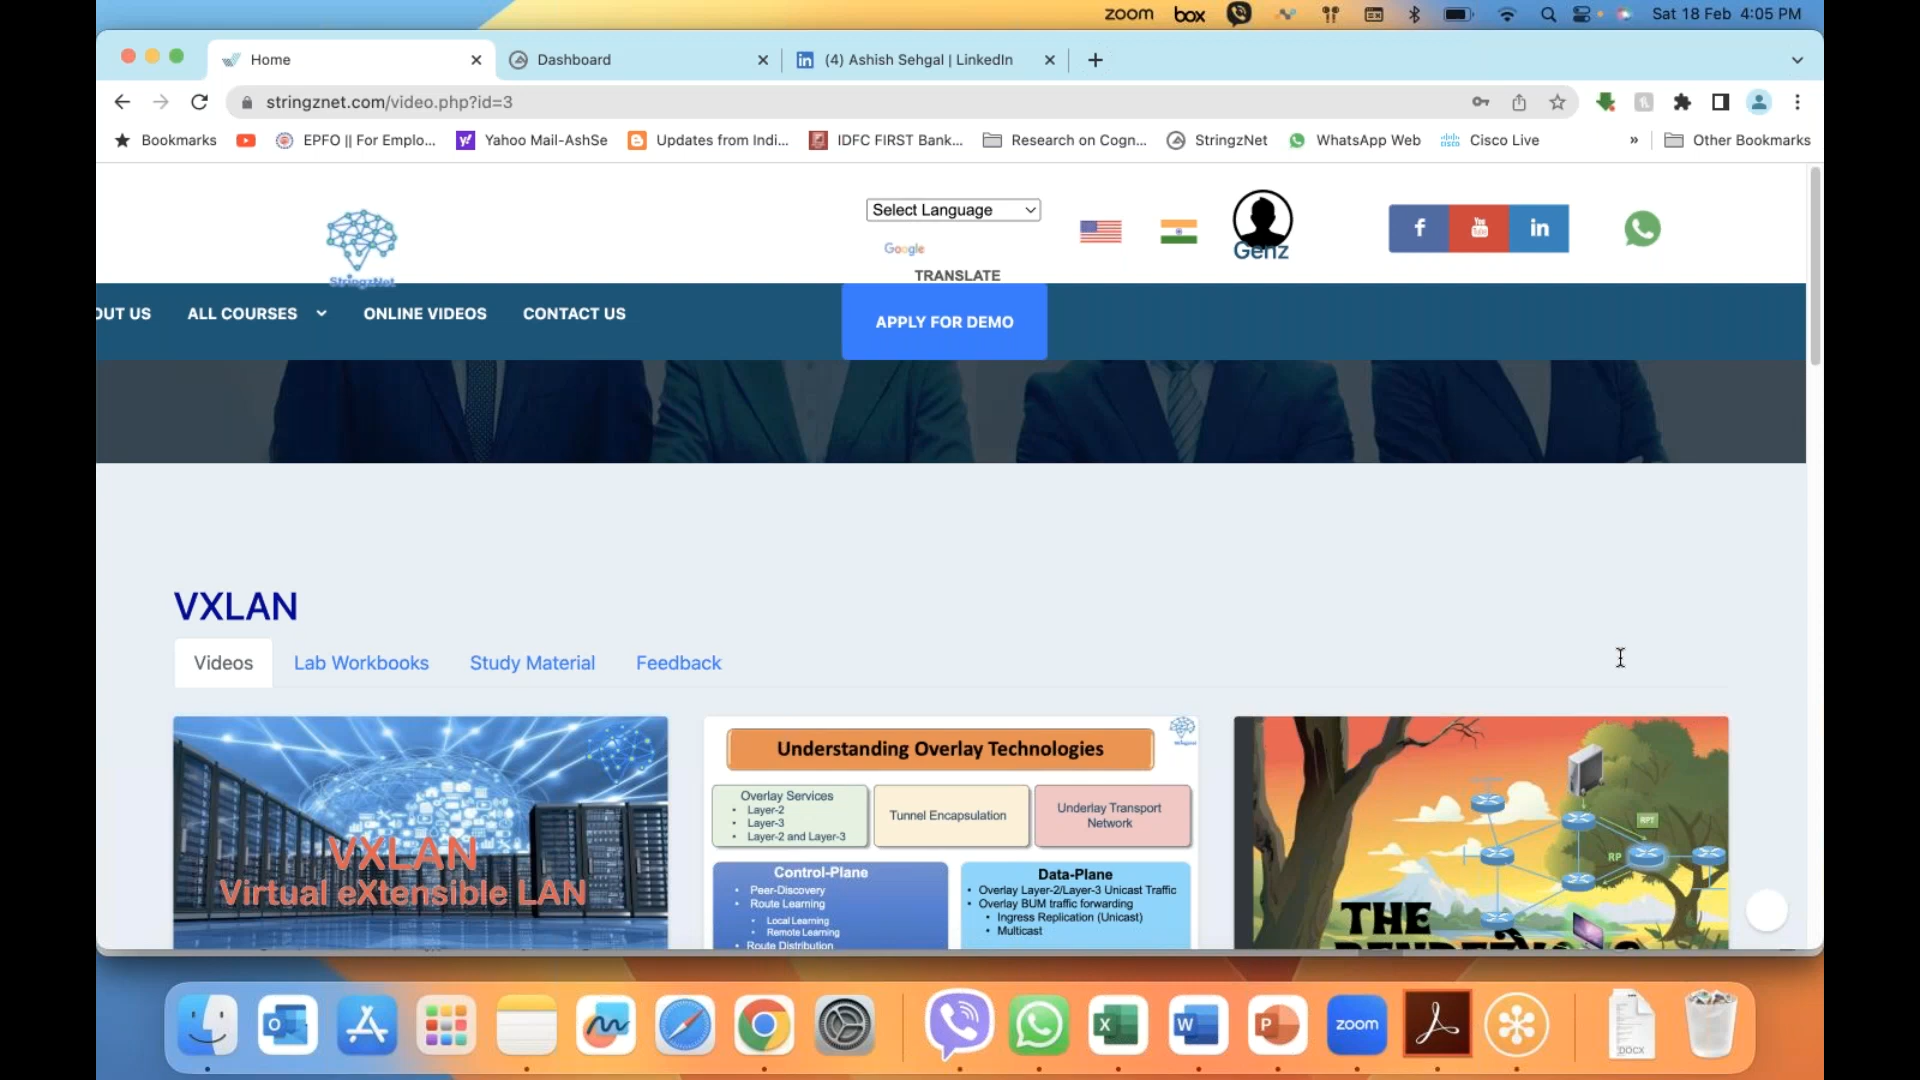 zoom box Sat 18 Feb 4:05 PM
Home Dashboard (4) Ashish Sehgal | LinkedIn
stringznet.com/video.php?id=3
Bookmarks EPFO || For Emplo... Yahoo Mail-AshSe Updates from Indi... IDFC FIRST Bank... Research on Cogn... StringzNet WhatsApp Web Cisco Live » Other Bookmarks
Select Language
Google
TRANSLATE
Genz
StringzNet
OUT US ALL COURSES ONLINE VIDEOS CONTACT US APPLY FOR DEMO
VXLAN
Videos Lab Workbooks Study Material Feedback
VXLAN
Virtual eXtensible LAN
Understanding Overlay Technologies
Overlay Services
• Layer-2
• Layer-3
• Layer-2 and Layer-3
Tunnel Encapsulation
Underlay Transport
Network
Control-Plane
• Peer-Discovery
• Route Learning
• Local Learning
• Remote Learning
• Route Distribution
Data-Plane
• Overlay Layer-2/Layer-3 Unicast Traffic
• Overlay BUM traffic forwarding
• Ingress Replication (Unicast)
• Multicast
RPT
RP
THE
zoom
DOCX